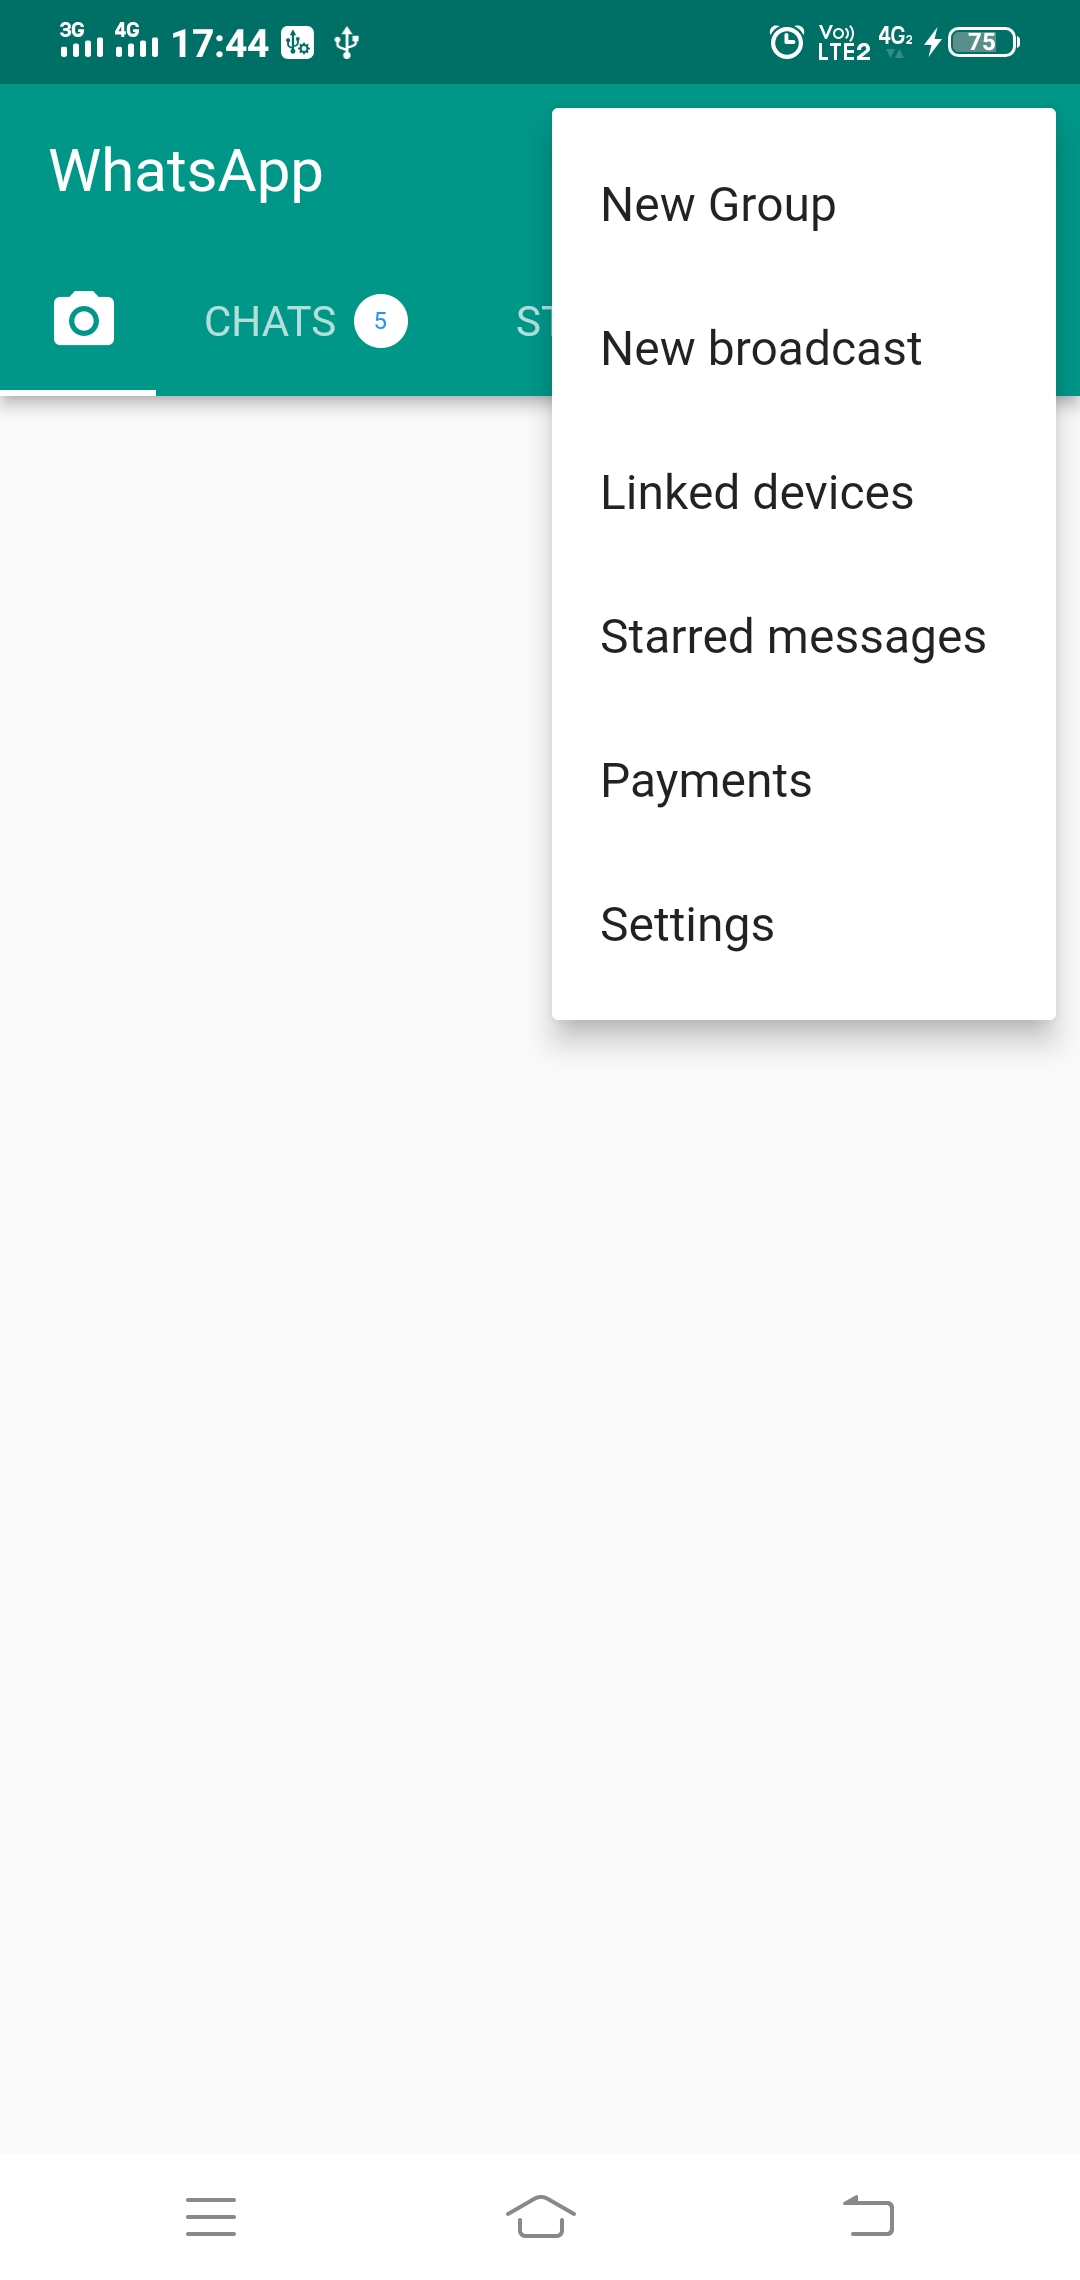 3G 4G 17:44 Vo)) LTE2 4G2 75
WhatsApp
CHATS 5 ST
New Group
New broadcast
Linked devices
Starred messages
Payments
Settings